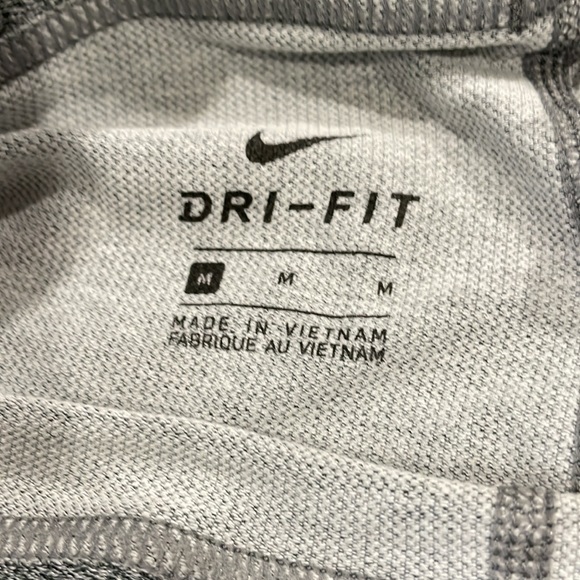 DRI-FIT
M M M
MADE IN VIETNAM
FABRIQUE AU VIETNAM